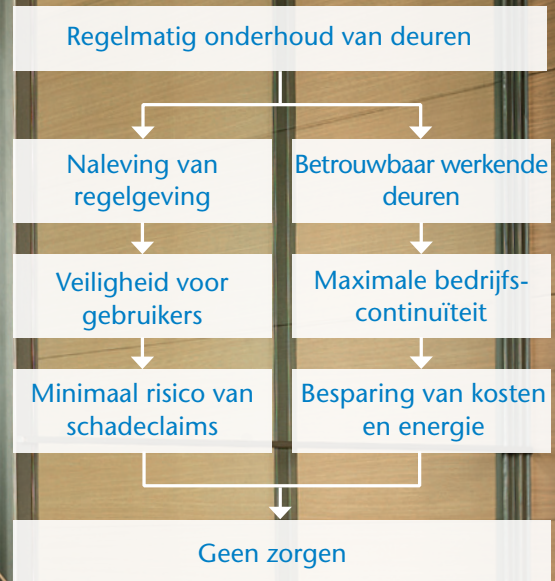 Regelmatig onderhoud van deuren
Naleving van
regelgeving
Betrouwbaar werkende
deuren
Veiligheid voor
gebruikers
Maximale bedrijfs-
continuïteit
Minimaal risico van
schadeclaims
Besparing van kosten
en energie
Geen zorgen